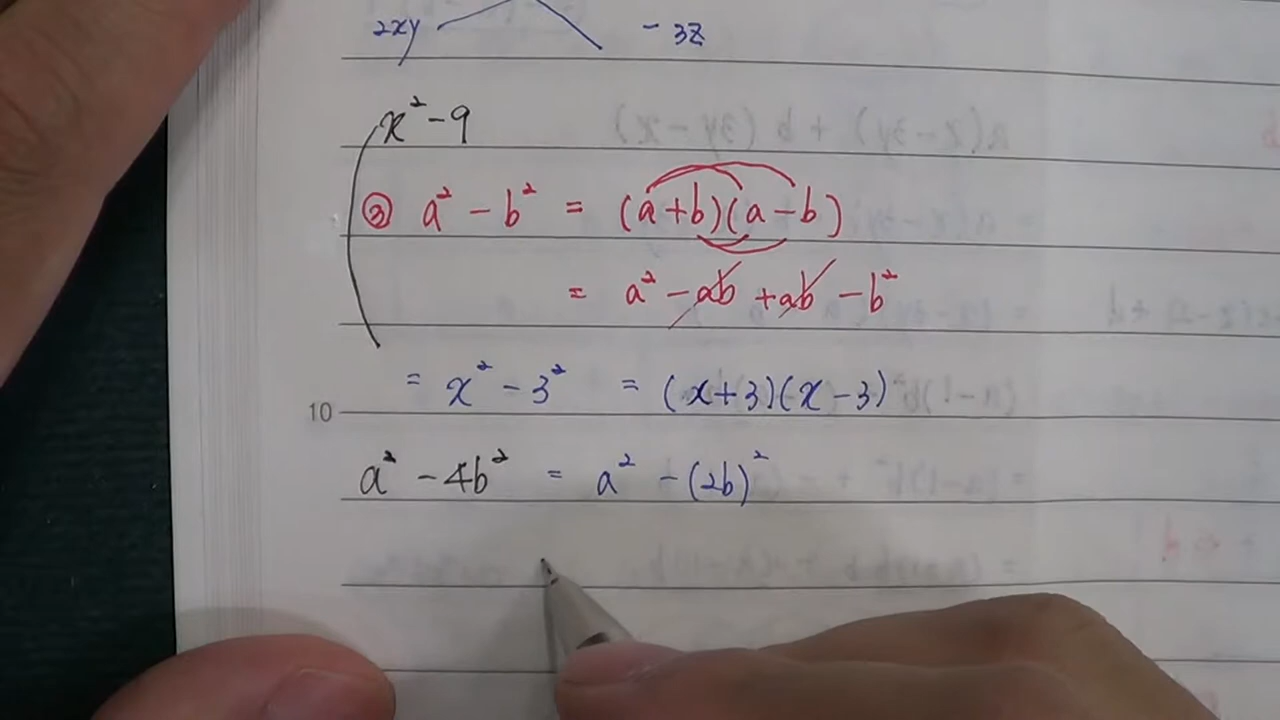 2xy - 3z
x² - 9
③ a² - b² = (a+b)(a-b)
= a² - ab + ab - b²
= x² - 3² = (x+3)(x-3)
10
a² - 4b² = a² - (2b)²